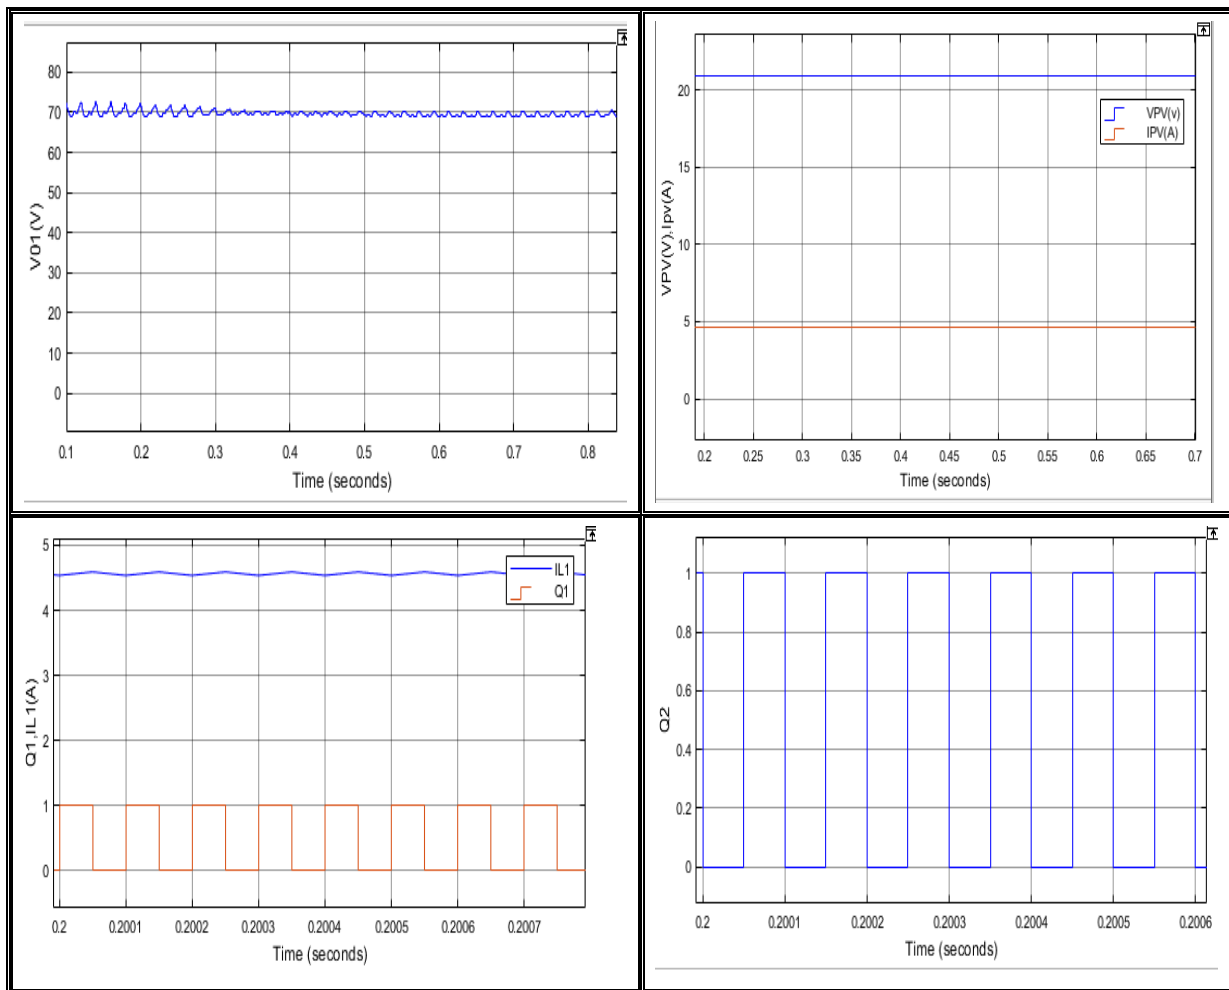 80
70
60
50
40
30
20
10
0
V01(V)
0.1 0.2 0.3 0.4 0.5 0.6 0.7 0.8
Time (seconds)
20
15
10
5
0
VPV(V),Ipv(A)
VPV(v)
IPV(A)
0.2 0.25 0.3 0.35 0.4 0.45 0.5 0.55 0.6 0.65 0.7
Time (seconds)
5
4
3
2
1
0
Q1,IL1(A)
IL1
Q1
0.2 0.2001 0.2002 0.2003 0.2004 0.2005 0.2006 0.2007
Time (seconds)
1
0.8
0.6
0.4
0.2
0
Q2
0.2 0.2001 0.2002 0.2003 0.2004 0.2005 0.2006
Time (seconds)